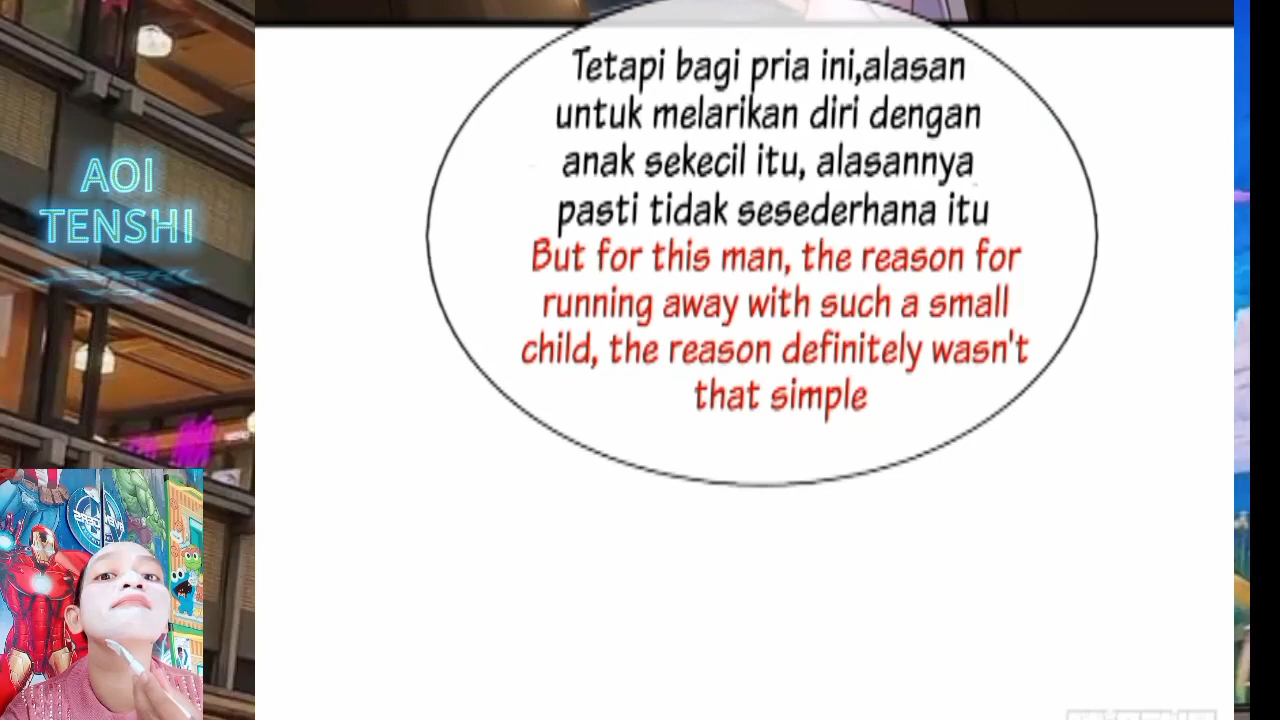 AOI
TENSHI
Tetapi bagi pria ini,alasan
untuk melarikan diri dengan
anak sekecil itu, alasannya
pasti tidak sesederhana itu
But for this man, the reason for
running away with such a small
child, the reason definitely wasn't
that simple